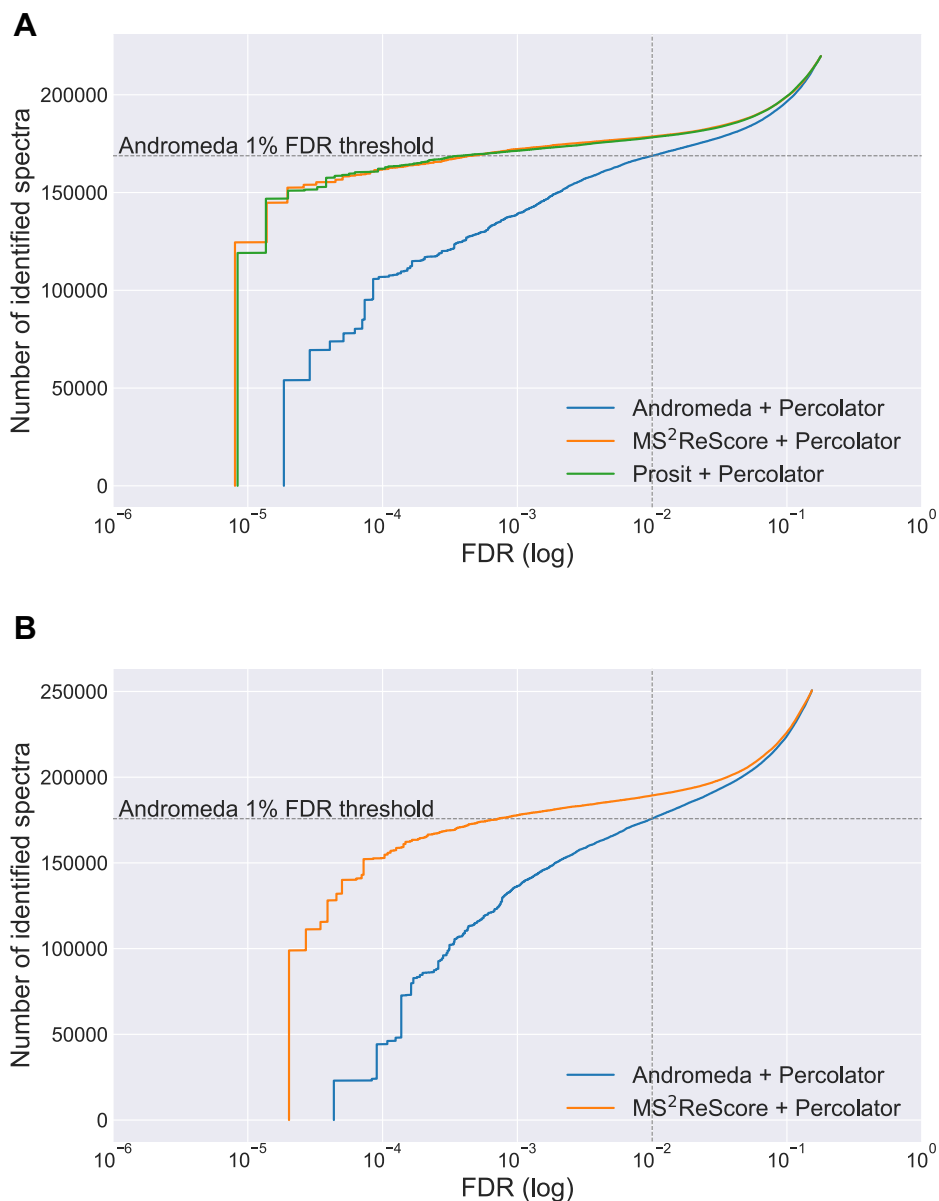 A
Number of identified spectra
200000
150000
100000
50000
0
Andromeda 1% FDR threshold
Andromeda + Percolator
MS²ReScore + Percolator
Prosit + Percolator
10⁻⁶ 10⁻⁵ 10⁻⁴ 10⁻³ 10⁻² 10⁻¹ 10⁰
FDR (log)
B
Number of identified spectra
250000
200000
150000
100000
50000
0
Andromeda 1% FDR threshold
Andromeda + Percolator
MS²ReScore + Percolator
10⁻⁶ 10⁻⁵ 10⁻⁴ 10⁻³ 10⁻² 10⁻¹ 10⁰
FDR (log)